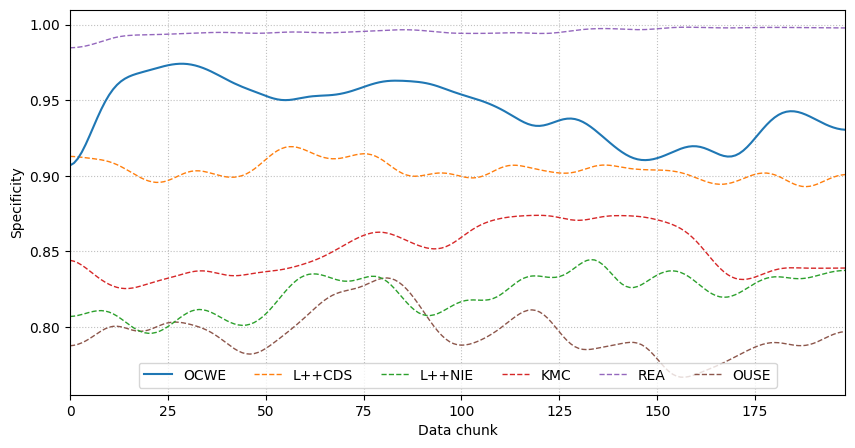 1.00
0.95
0.90
0.85
0.80
Specificity
OCWE L++CDS L++NIE KMC REA OUSE
0 25 50 75 100 125 150 175
Data chunk